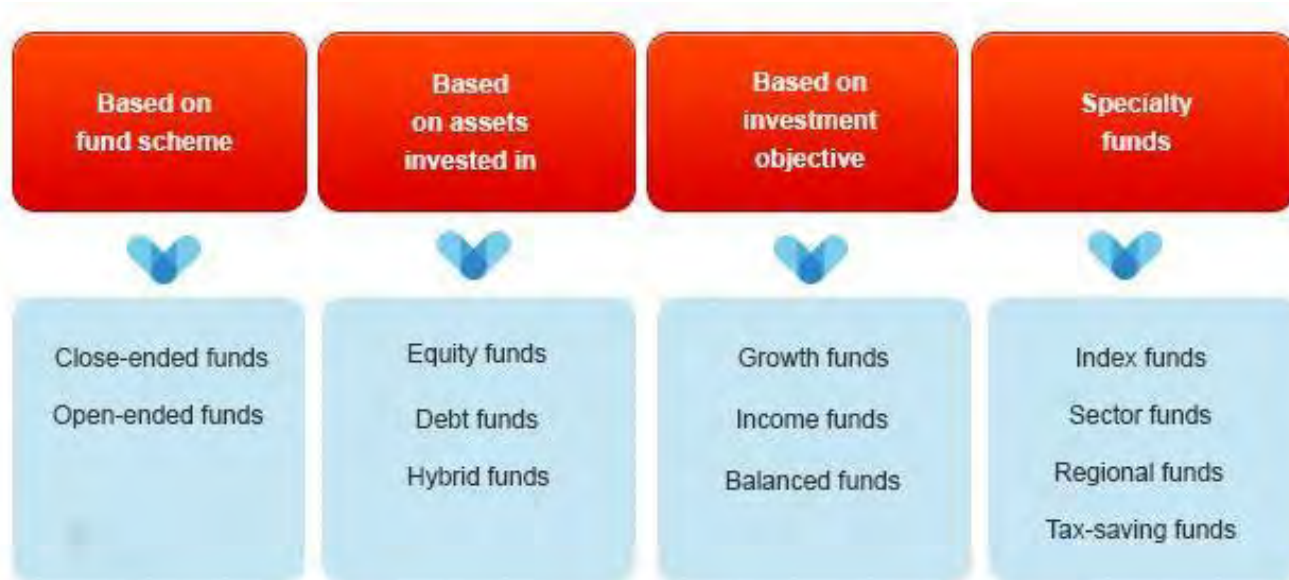 Based on
fund scheme
Based
on assets
invested in
Based on
investment
objective
Specialty
funds
Close-ended funds
Open-ended funds
Equity funds
Debt funds
Hybrid funds
Growth funds
Income funds
Balanced funds
Index funds
Sector funds
Regional funds
Tax-saving funds